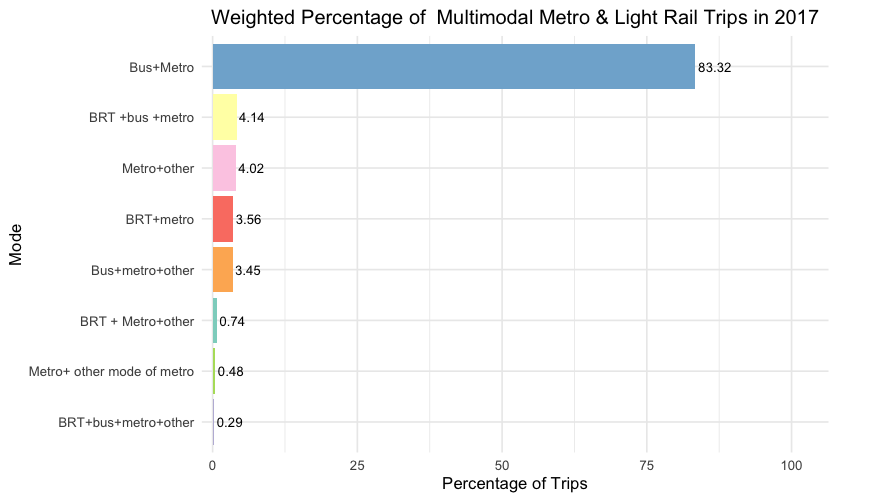 Weighted Percentage of  Multimodal Metro & Light Rail Trips in 2017
Mode
Bus+Metro 83.32
BRT +bus +metro 4.14
Metro+other 4.02
BRT+metro 3.56
Bus+metro+other 3.45
BRT + Metro+other 0.74
Metro+ other mode of metro 0.48
BRT+bus+metro+other 0.29
0 25 50 75 100
Percentage of Trips